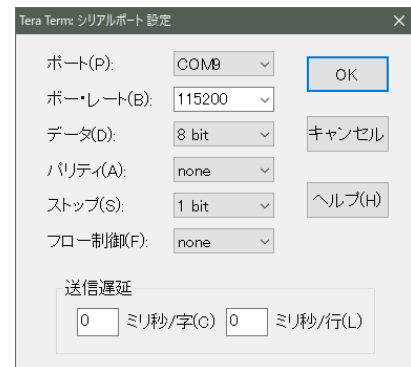 Tera Term: シリアルポート 設定
ポート(P): COM9
OK
ボー・レート(B): 115200
データ(D): 8 bit
キャンセル
パリティ(A): none
ストップ(S): 1 bit
ヘルプ(H)
フロー制御(F): none
送信遅延
0 ミリ秒/字(C) 0 ミリ秒/行(L)